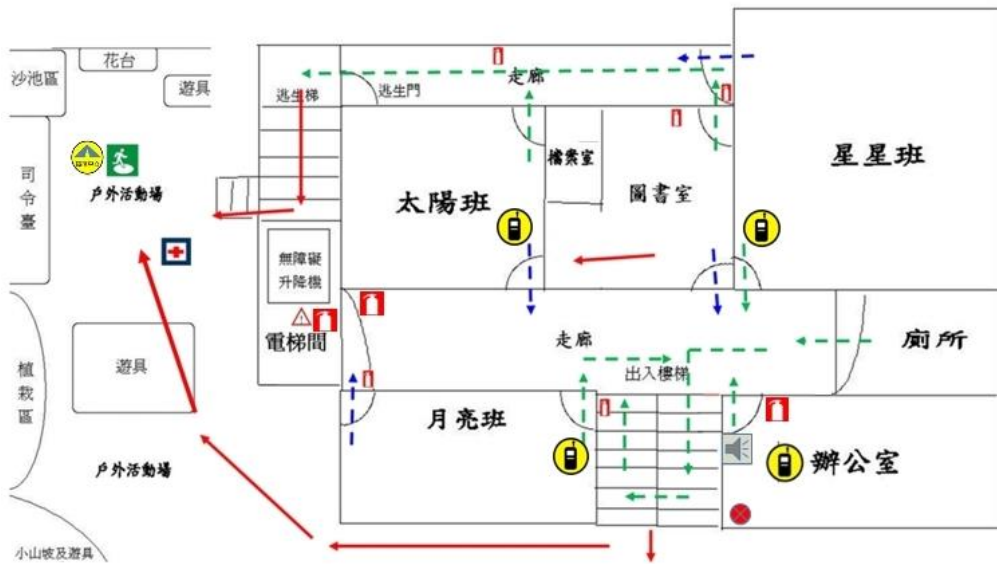 花台
沙池區
遊具
逃生梯
逃生門
走廊
檔案室
星星班
司令臺
戶外活動場
太陽班
圖書室
無障礙
升降機
電梯間
走廊
廁所
遊具
植栽區
出入樓梯
月亮班
戶外活動場
辦公室
小山坡及遊具